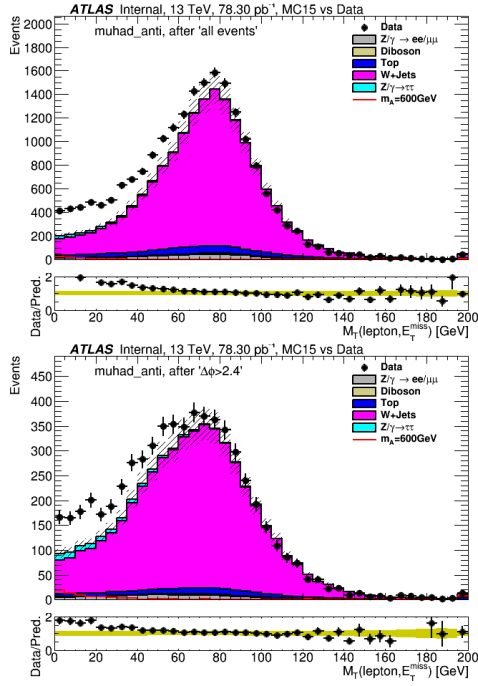 ATLAS Internal, 13 TeV, 78.30 pb⁻¹, MC15 vs Data
muhad_anti, after 'all events'
Data
Z/γ → ee/μμ
Diboson
Top
W+Jets
Z/γ→ττ
m_A=600GeV
Events
2000
1800
1600
1400
1200
1000
800
600
400
200
0
Data/Pred.
2
1
0
0 20 40 60 80 100 120 140 160 180 200
M_T(lepton,E_T^miss) [GeV]
ATLAS Internal, 13 TeV, 78.30 pb⁻¹, MC15 vs Data
muhad_anti, after 'Δϕ>2.4'
Data
Z/γ → ee/μμ
Diboson
Top
W+Jets
Z/γ→ττ
m_A=600GeV
Events
450
400
350
300
250
200
150
100
50
0
Data/Pred.
2
1
0
0 20 40 60 80 100 120 140 160 180 200
M_T(lepton,E_T^miss) [GeV]